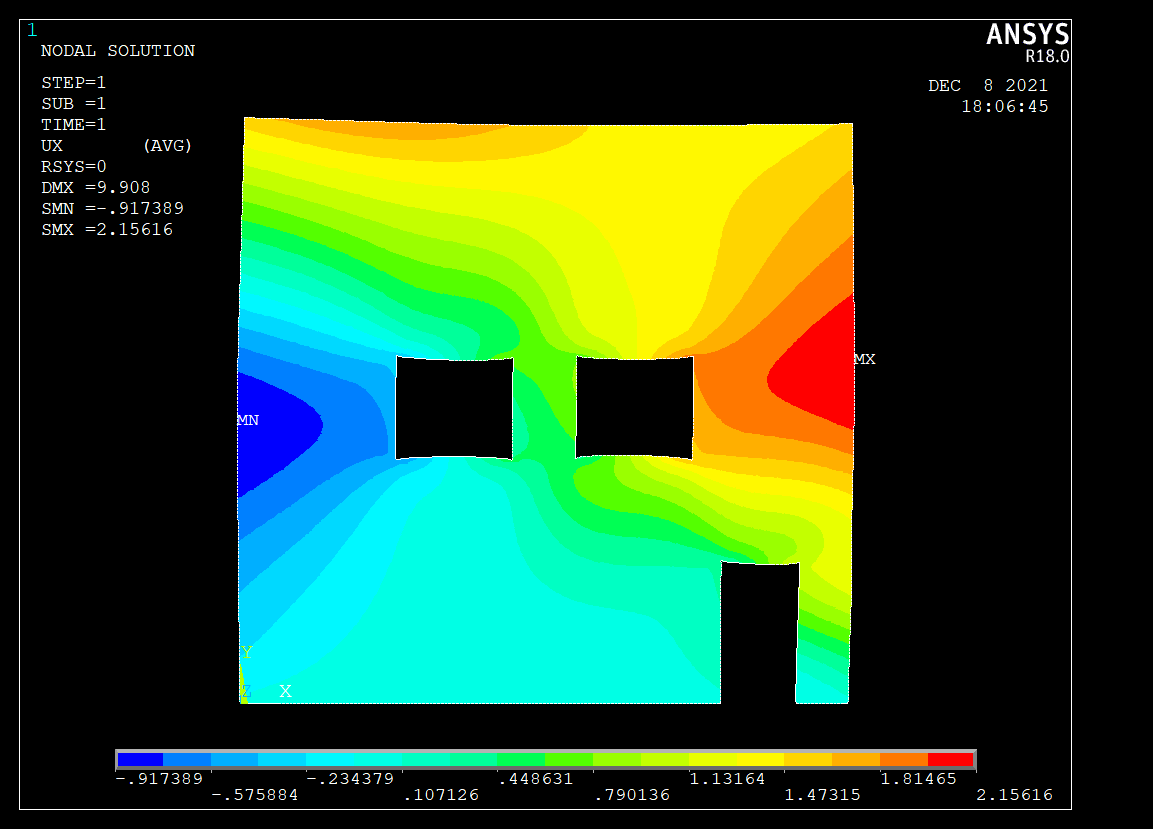 1
ANSYS
R18.0
NODAL SOLUTION
STEP=1
SUB =1
TIME=1
UX (AVG)
RSYS=0
DMX =9.908
SMN =-.917389
SMX =2.15616
DEC 8 2021
18:06:45
MX
MN
Y
Z X
-.917389 -.234379 .448631 1.13164 1.81465
-.575884 .107126 .790136 1.47315 2.15616